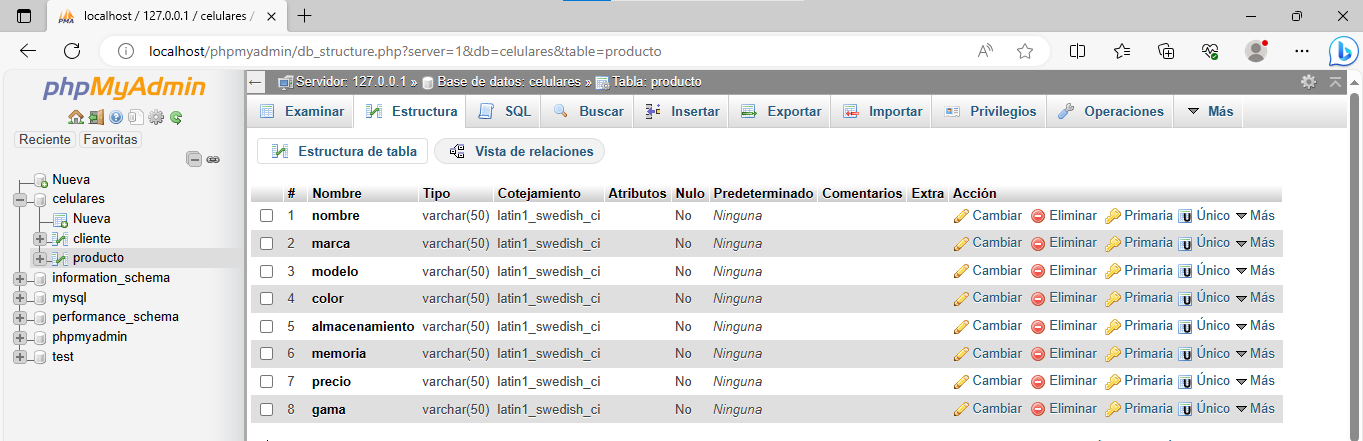 localhost / 127.0.0.1 / celulares /
localhost/phpmyadmin/db_structure.php?server=1&db=celulares&table=producto
phpMyAdmin
Reciente Favoritas
Nueva
celulares
Nueva
cliente
producto
information_schema
mysql
performance_schema
phpmyadmin
test
Servidor: 127.0.0.1 » Base de datos: celulares » Tabla: producto
Examinar Estructura SQL Buscar Insertar Exportar Importar Privilegios Operaciones Más
Estructura de tabla Vista de relaciones
# Nombre Tipo Cotejamiento Atributos Nulo Predeterminado Comentarios Extra Acción
1 nombre varchar(50) latin1_swedish_ci No Ninguna Cambiar Eliminar Primaria Único Más
2 marca varchar(50) latin1_swedish_ci No Ninguna Cambiar Eliminar Primaria Único Más
3 modelo varchar(50) latin1_swedish_ci No Ninguna Cambiar Eliminar Primaria Único Más
4 color varchar(50) latin1_swedish_ci No Ninguna Cambiar Eliminar Primaria Único Más
5 almacenamiento varchar(50) latin1_swedish_ci No Ninguna Cambiar Eliminar Primaria Único Más
6 memoria varchar(50) latin1_swedish_ci No Ninguna Cambiar Eliminar Primaria Único Más
7 precio varchar(50) latin1_swedish_ci No Ninguna Cambiar Eliminar Primaria Único Más
8 gama varchar(50) latin1_swedish_ci No Ninguna Cambiar Eliminar Primaria Único Más